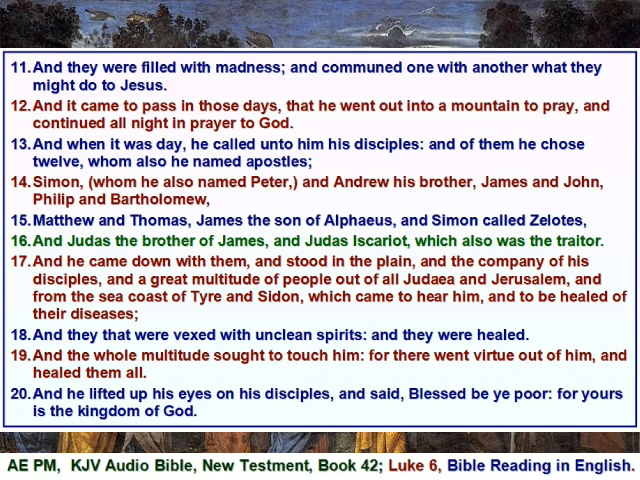 11. And they were filled with madness; and communed one with another what they
might do to Jesus.
12. And it came to pass in those days, that he went out into a mountain to pray, and
continued all night in prayer to God.
13. And when it was day, he called unto him his disciples: and of them he chose
twelve, whom also he named apostles;
14. Simon, (whom he also named Peter,) and Andrew his brother, James and John,
Philip and Bartholomew,
15. Matthew and Thomas, James the son of Alphaeus, and Simon called Zelotes,
16. And Judas the brother of James, and Judas Iscariot, which also was the traitor.
17. And he came down with them, and stood in the plain, and the company of his
disciples, and a great multitude of people out of all Judaea and Jerusalem, and
from the sea coast of Tyre and Sidon, which came to hear him, and to be healed of
their diseases;
18. And they that were vexed with unclean spirits: and they were healed.
19. And the whole multitude sought to touch him: for there went virtue out of him, and
healed them all.
20. And he lifted up his eyes on his disciples, and said, Blessed be ye poor: for yours
is the kingdom of God.
AE PM, KJV Audio Bible, New Testment, Book 42; Luke 6, Bible Reading in English.